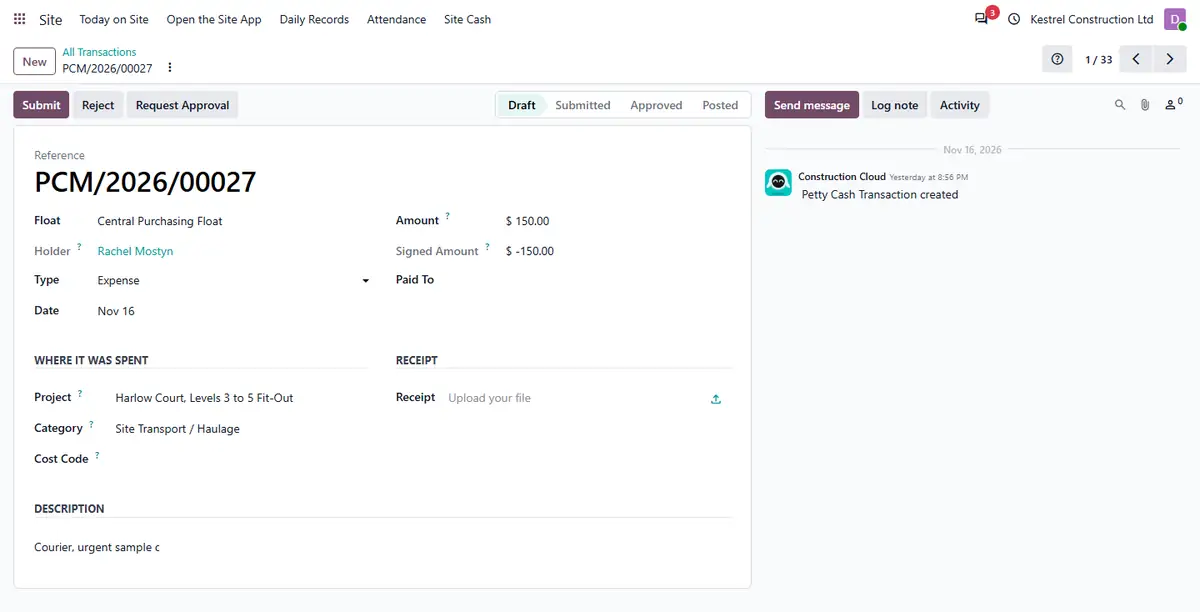 Site Today on Site Open the Site App Daily Records Attendance Site Cash 3 Kestrel Construction Ltd D
New All Transactions 1 / 33
PCM/2026/00027
Submit Reject Request Approval Draft Submitted Approved Posted Send message Log note Activity 0
Nov 16, 2026
Reference
PCM/2026/00027
Construction Cloud Yesterday at 8:56 PM
Petty Cash Transaction created
Float Central Purchasing Float Amount ? $ 150.00
Holder ? Rachel Mostyn Signed Amount ? $ -150.00
Type Expense Paid To
Date Nov 16
WHERE IT WAS SPENT RECEIPT
Project ? Harlow Court, Levels 3 to 5 Fit-Out Receipt Upload your file
Category ? Site Transport / Haulage
Cost Code ?
DESCRIPTION
Courier, urgent sample c